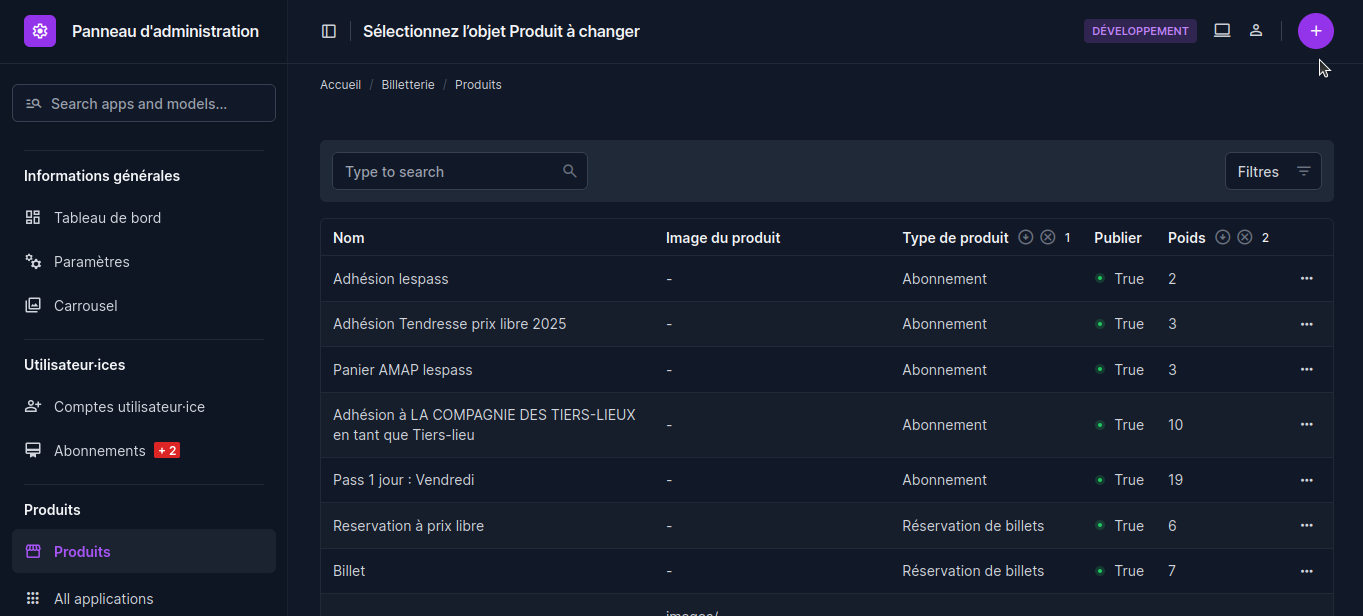 Panneau d'administration
Sélectionnez l'objet Produit à changer
DÉVELOPPEMENT
Accueil / Billetterie / Produits
Search apps and models...
Type to search
Filtres
Informations générales
Tableau de bord
Paramètres
Carrousel
Utilisateur·ices
Comptes utilisateur·ice
Abonnements + 2
Produits
Produits
All applications
Nom Image du produit Type de produit 1 Publier Poids 2
Adhésion lespass - Abonnement True 2
Adhésion Tendresse prix libre 2025 - Abonnement True 3
Panier AMAP lespass - Abonnement True 3
Adhésion à LA COMPAGNIE DES TIERS-LIEUX
en tant que Tiers-lieu - Abonnement True 10
Pass 1 jour : Vendredi - Abonnement True 19
Reservation à prix libre - Réservation de billets True 6
Billet - Réservation de billets True 7
images/